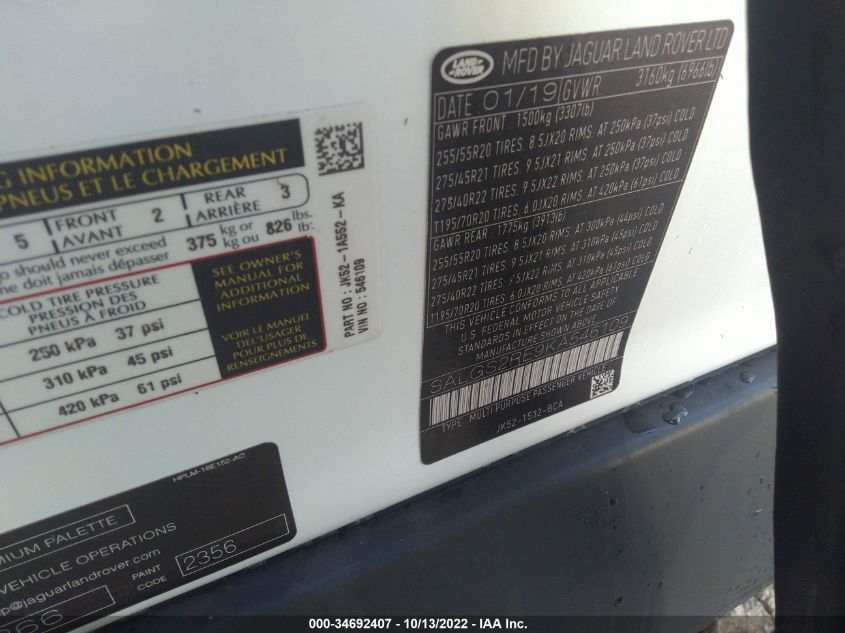 LAND ROVER
MFD BY JAGUAR LAND ROVER LTD
DATE 01/19 GVWR 3160kg (6966lb)
GAWR FRONT 1500kg (3307lb)
255/55R20 TIRES, 8.5JX20 RIMS, AT 250kPa (37psi) COLD
275/45R21 TIRES, 9.5JX21 RIMS, AT 250kPa (37psi) COLD
275/40R22 TIRES, 9.5JX22 RIMS, AT 250kPa (37psi) COLD
T195/70R20 TIRES, 6.0JX20 RIMS, AT 420kPa (61psi) COLD
GAWR REAR 1775kg (3913lb)
255/55R20 TIRES, 8.5JX20 RIMS, AT 300kPa (44psi) COLD
275/45R21 TIRES, 9.5JX21 RIMS, AT 310kPa (45psi) COLD
275/40R22 TIRES, 9.5JX22 RIMS, AT 310kPa (45psi) COLD
T195/70R20 TIRES, 6.0JX20 RIMS, AT 420kPa (61psi) COLD
THIS VEHICLE CONFORMS TO ALL APPLICABLE
U.S. FEDERAL MOTOR VEHICLE SAFETY
MANUFACTURE SHOWN ABOVE.
SALGS2RE9KA546109
TYPE: MULTI PURPOSE PASSENGER VEHICLE
JK52-1532-BCA
G INFORMATION
PNEUS ET LE CHARGEMENT
5 FRONT AVANT 2 REAR ARRIÈRE 3
go should never exceed 375 kg or 826 lbs.
ne doit jamais dépasser kg ou lb.
COLD TIRE PRESSURE
PRESSION DES
PNEUS À FROID
250 kPa 37 psi
310 kPa 45 psi
420 kPa 61 psi
SEE OWNER'S
MANUAL FOR
ADDITIONAL
INFORMATION
VOIR LE MANUEL
DE L'USAGER
POUR PLUS DE
RENSEIGNEMENTS
PART NO : JK52-1A552-KA
VIN NO : 546109
HPLM-16E152-AC
MIUM PALETTE
VEHICLE OPERATIONS
p@jaguarlandrover.com
PAINT CODE 2356
366
000-34692407 - 10/13/2022 - IAA Inc.